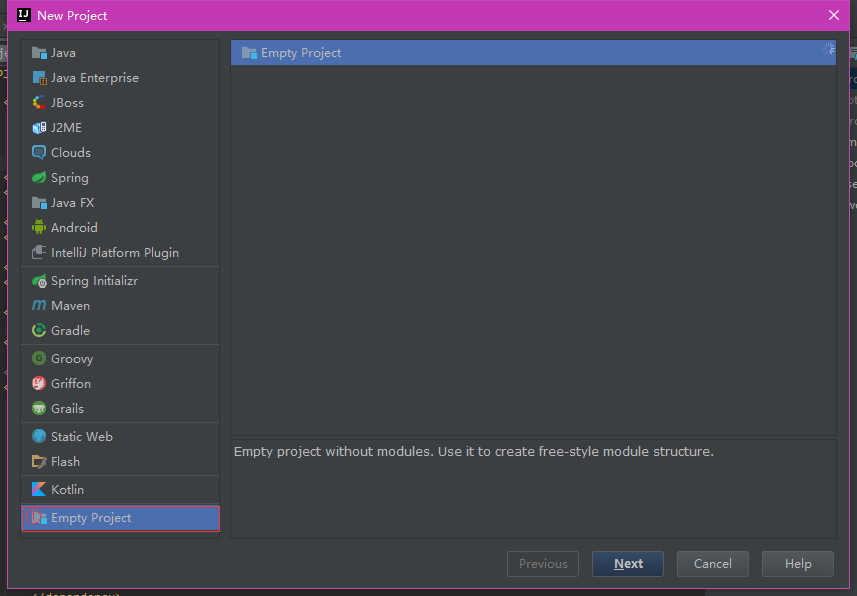 New Project
Java
Java Enterprise
JBoss
J2ME
Clouds
Spring
Java FX
Android
IntelliJ Platform Plugin
Spring Initializr
Maven
Gradle
Groovy
Griffon
Grails
Static Web
Flash
Kotlin
Empty Project
Empty Project
Empty project without modules. Use it to create free-style module structure.
Previous
Next
Cancel
Help